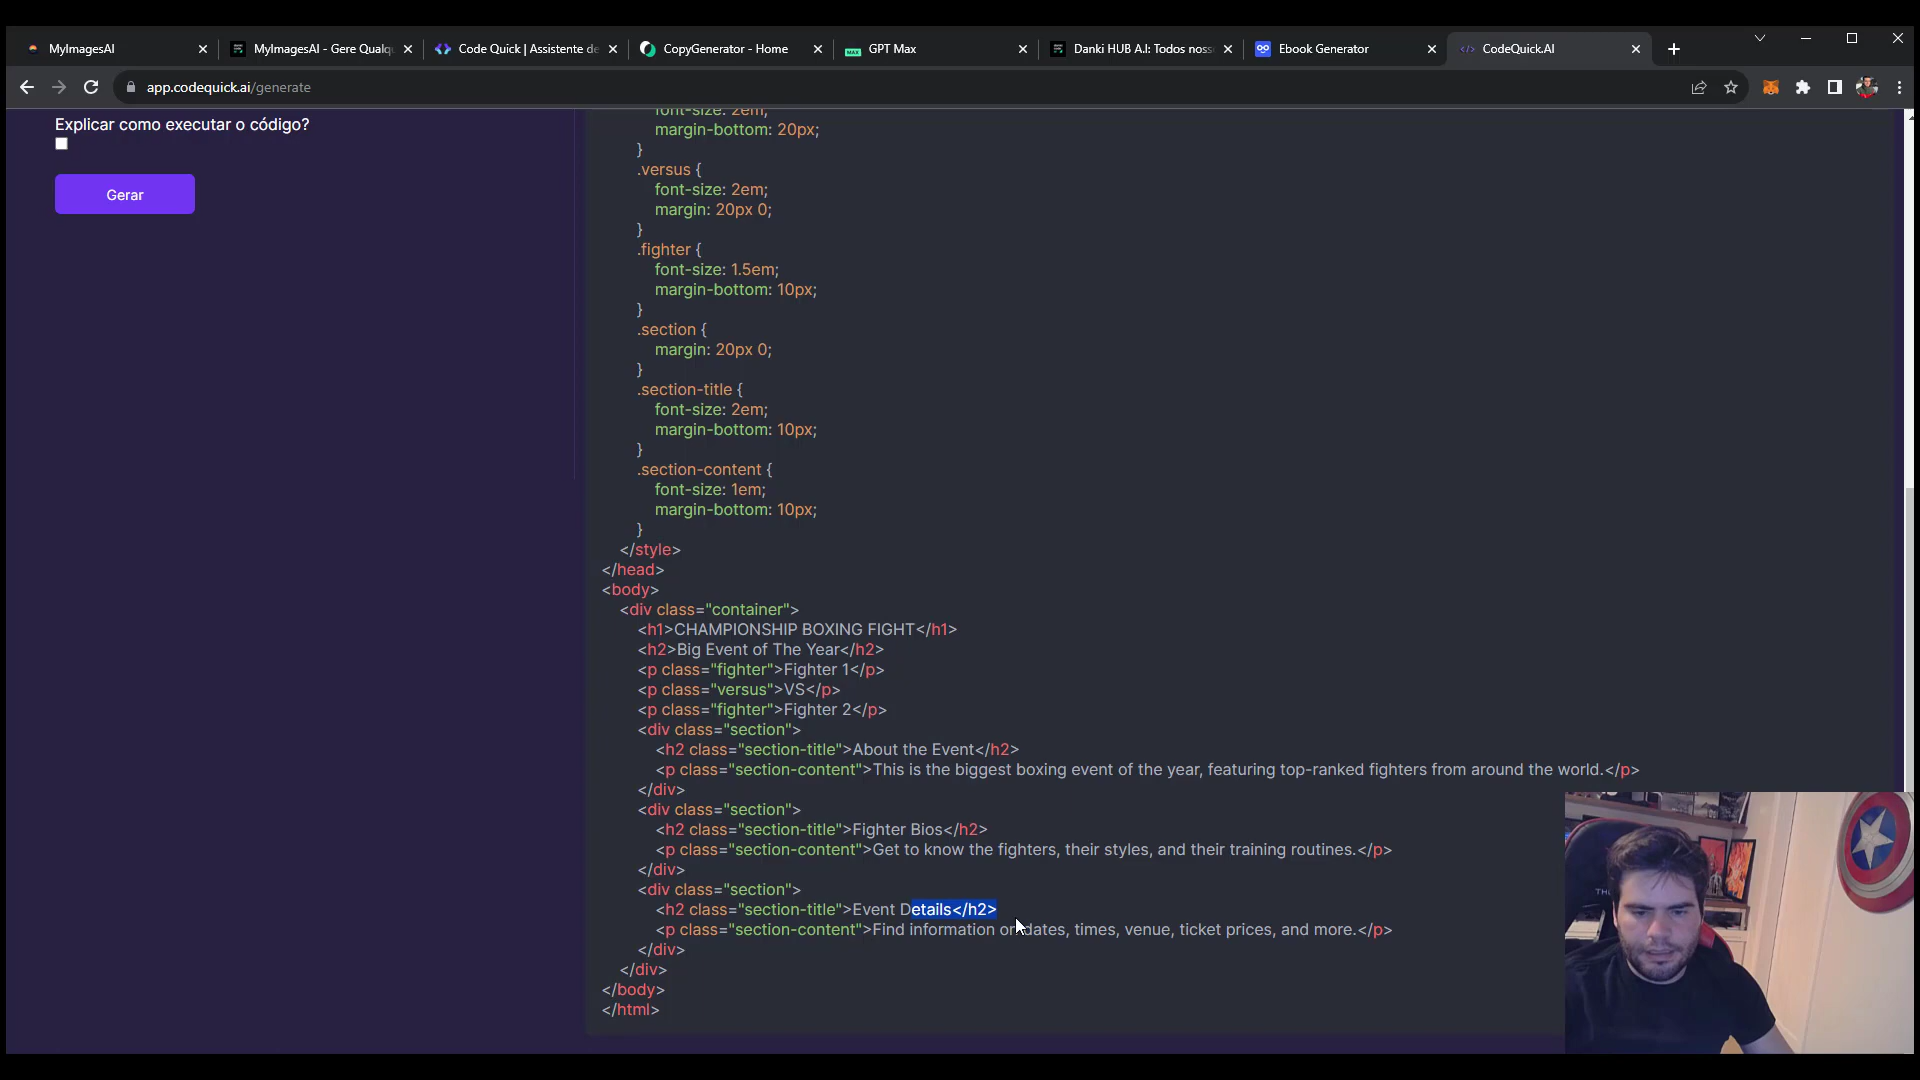 MyImagesAI
MyImagesAI - Gere Qualq
Code Quick | Assistente de
CopyGenerator - Home
MAX
GPT Max
Danki HUB A.I: Todos noss
Ebook Generator
CodeQuick.AI
app.codequick.ai/generate
Explicar como executar o código?
Gerar
font-size: 2em;
margin-bottom: 20px;
}
.versus {
font-size: 2em;
margin: 20px 0;
}
.fighter {
font-size: 1.5em;
margin-bottom: 10px;
}
.section {
margin: 20px 0;
}
.section-title {
font-size: 2em;
margin-bottom: 10px;
}
.section-content {
font-size: 1em;
margin-bottom: 10px;
}
</style>
</head>
<body>
<div class="container">
<h1>CHAMPIONSHIP BOXING FIGHT</h1>
<h2>Big Event of The Year</h2>
<p class="fighter">Fighter 1</p>
<p class="versus">VS</p>
<p class="fighter">Fighter 2</p>
<div class="section">
<h2 class="section-title">About the Event</h2>
<p class="section-content">This is the biggest boxing event of the year, featuring top-ranked fighters from around the world.</p>
</div>
<div class="section">
<h2 class="section-title">Fighter Bios</h2>
<p class="section-content">Get to know the fighters, their styles, and their training routines.</p>
</div>
<div class="section">
<h2 class="section-title">Event Details</h2>
<p class="section-content">Find information on dates, times, venue, ticket prices, and more.</p>
</div>
</div>
</body>
</html>